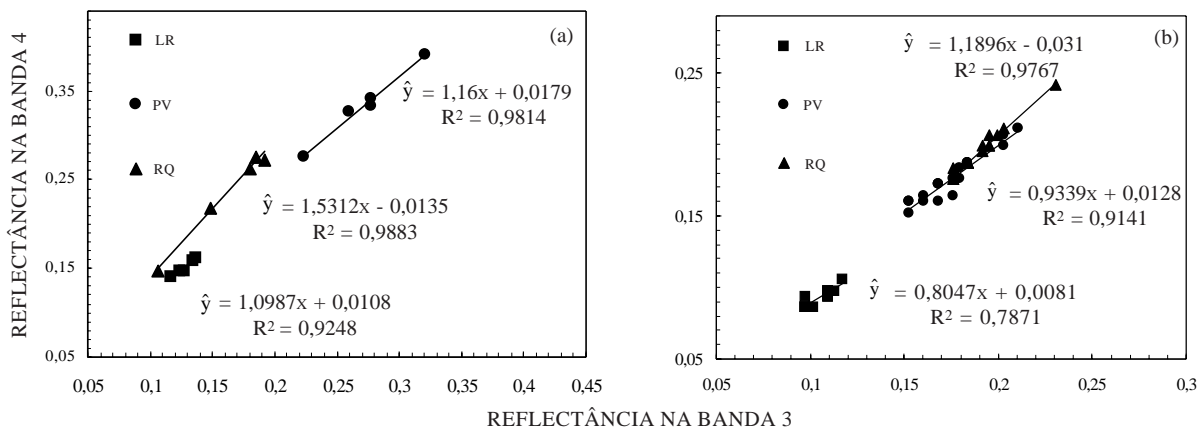 REFLECTÂNCIA NA BANDA 4
0,35
0,25
0,15
0,05
0,05
0,1
0,15
0,2
0,25
0,3
0,35
0,4
0,45
LR
PV
RQ
(a)
ŷ = 1,16x + 0,0179
R² = 0,9814
ŷ = 1,5312x - 0,0135
R² = 0,9883
ŷ = 1,0987x + 0,0108
R² = 0,9248
0,25
0,15
0,05
0,05
0,1
0,15
0,2
0,25
0,3
LR
PV
RQ
(b)
ŷ = 1,1896x - 0,031
R² = 0,9767
ŷ = 0,9339x + 0,0128
R² = 0,9141
ŷ = 0,8047x + 0,0081
R² = 0,7871
REFLECTÂNCIA NA BANDA 3